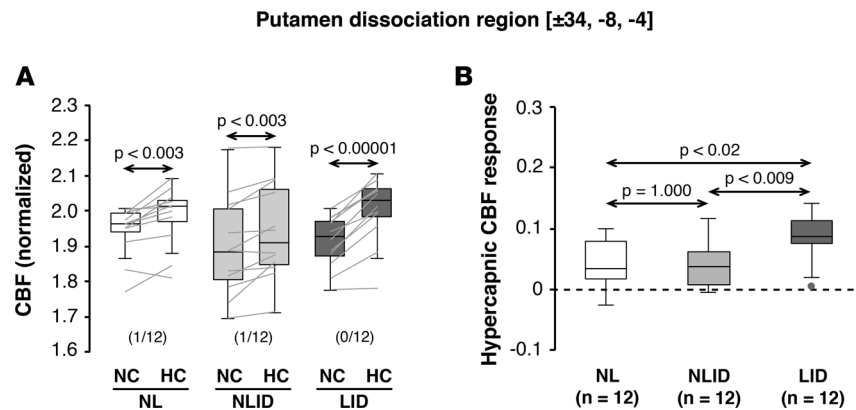 Putamen dissociation region [±34, -8, -4]
A
CBF (normalized)
2.3
2.2
2.1
2.0
1.9
1.8
1.7
1.6
p < 0.003
p < 0.003
p < 0.00001
(1/12)
(1/12)
(0/12)
NC HC NC HC NC HC
NL NLID LID
B
Hypercapnic CBF response
0.3
0.2
0.1
0
-0.1
p < 0.02
p < 0.009
p = 1.000
NL NLID LID
(n = 12) (n = 12) (n = 12)